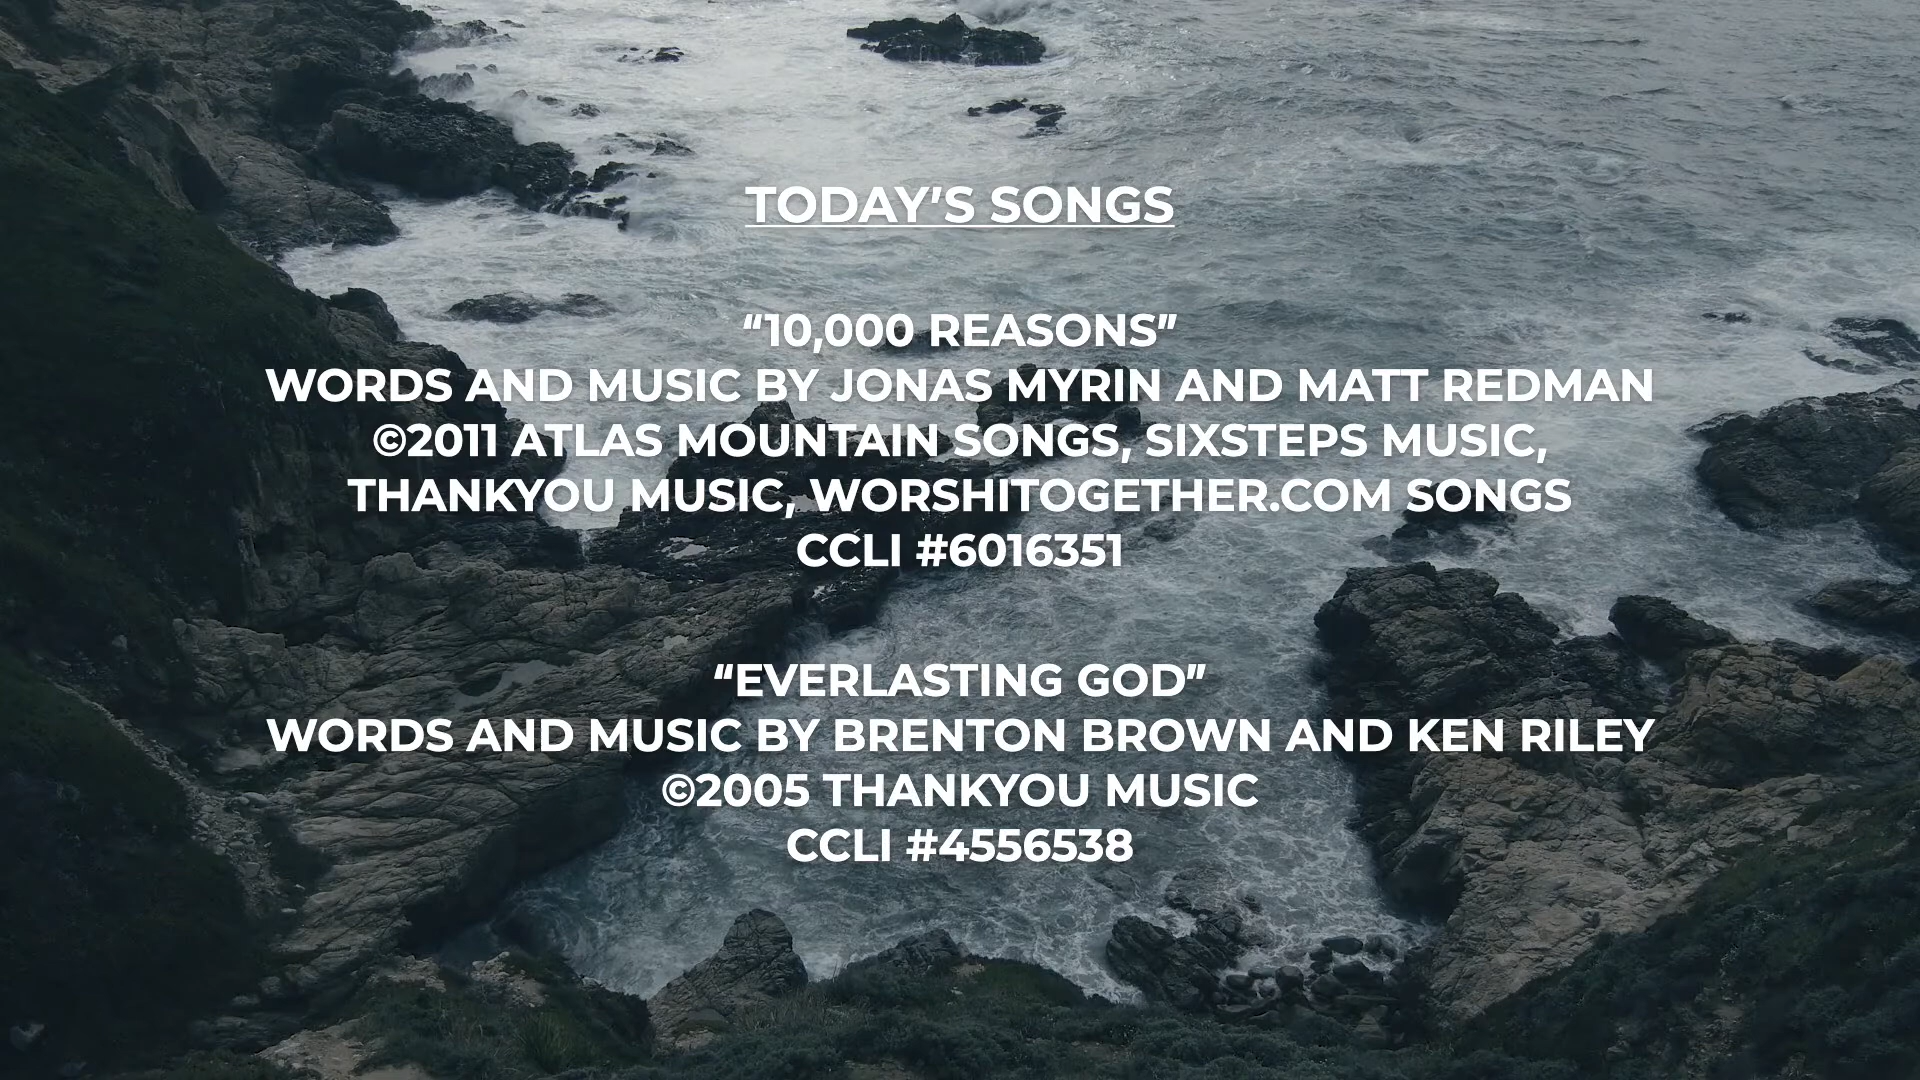 TODAY'S SONGS
“10,000 REASONS”
WORDS AND MUSIC BY JONAS MYRIN AND MATT REDMAN
©2011 ATLAS MOUNTAIN SONGS, SIXSTEPS MUSIC,
THANKYOU MUSIC, WORSHITOGETHER.COM SONGS
CCLI #6016351
“EVERLASTING GOD”
WORDS AND MUSIC BY BRENTON BROWN AND KEN RILEY
©2005 THANKYOU MUSIC
CCLI #4556538